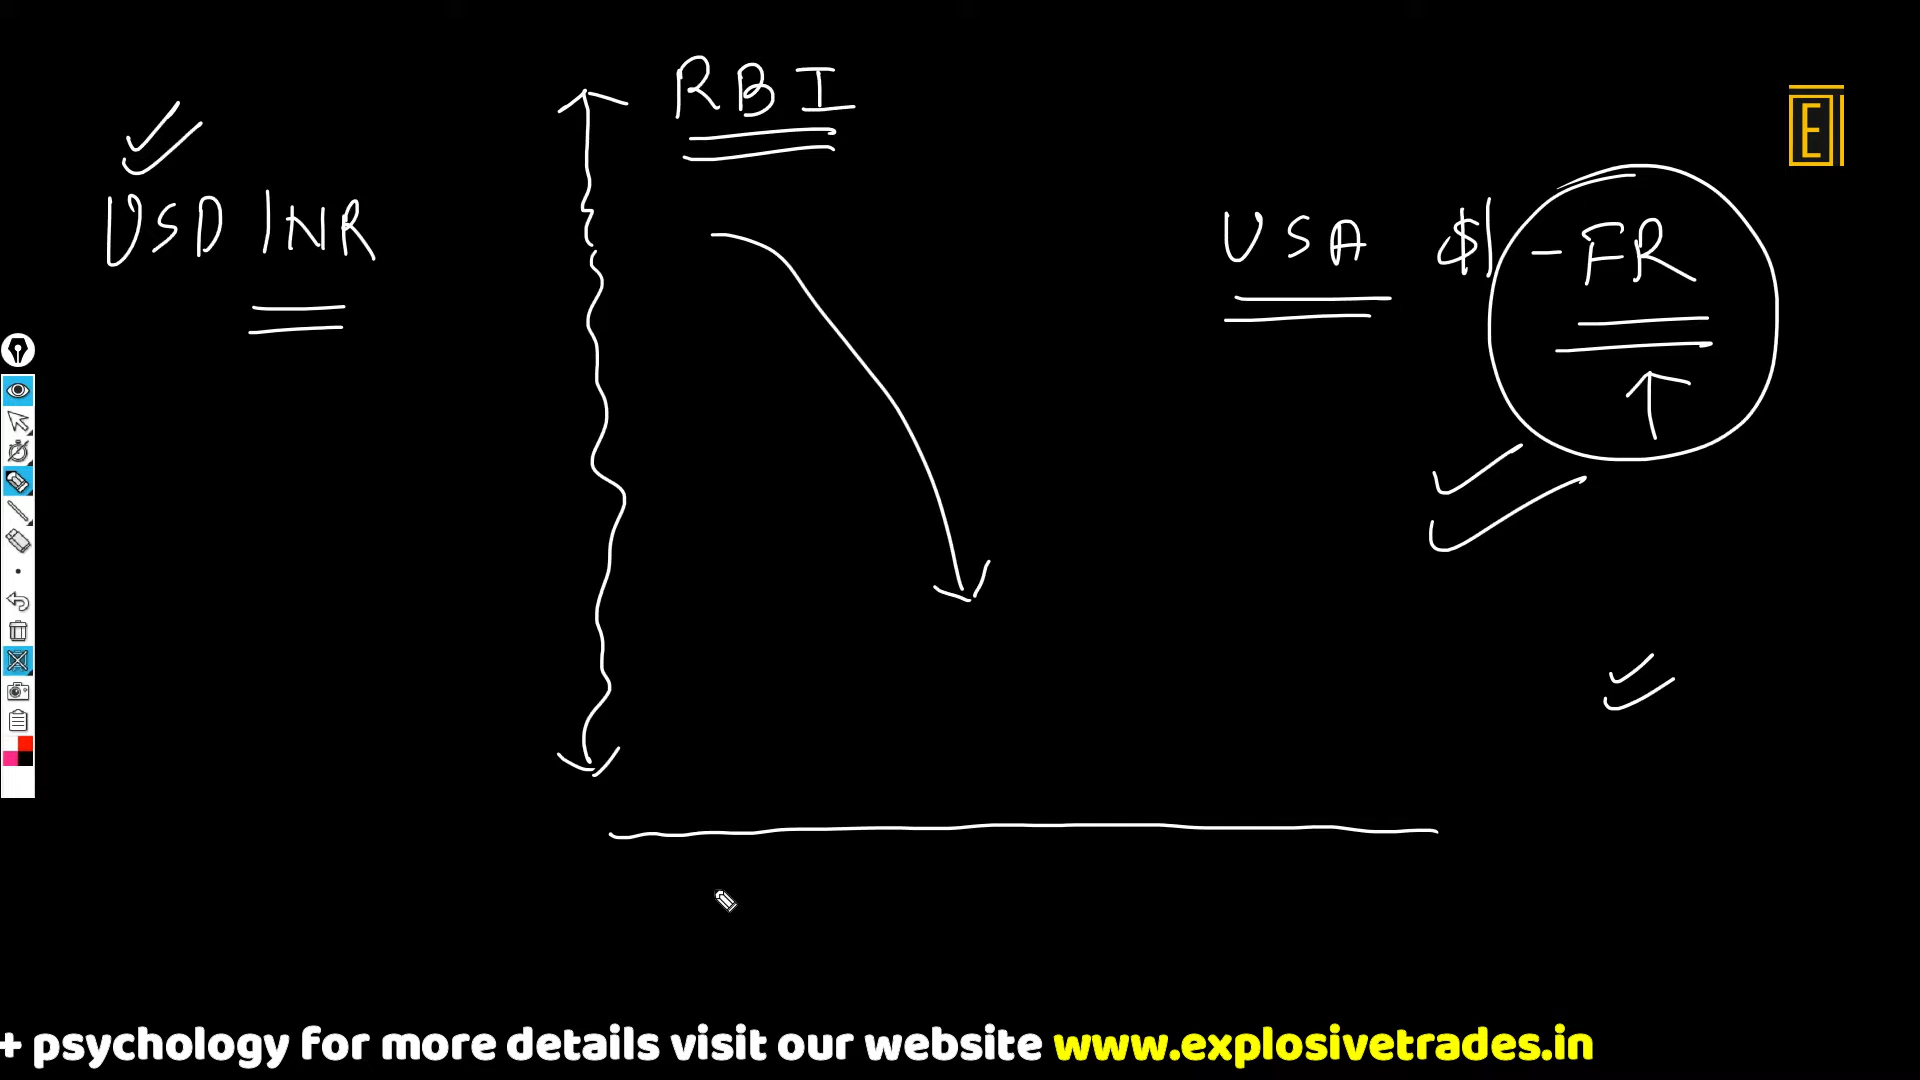 RBI
USD INR
USA $ - FR
E
+ psychology for more details visit our website www.explosivetrades.in